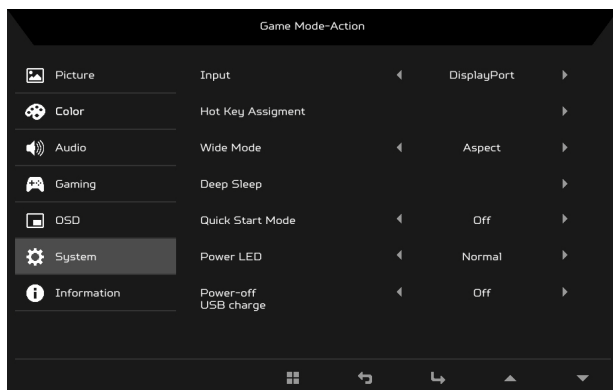 Game Mode-Action
Picture
Input
DisplayPort
Color
Hot Key Assigment
Audio
Wide Mode
Aspect
Gaming
Deep Sleep
OSD
Quick Start Mode
Off
System
Power LED
Normal
Information
Power-off
USB charge
Off